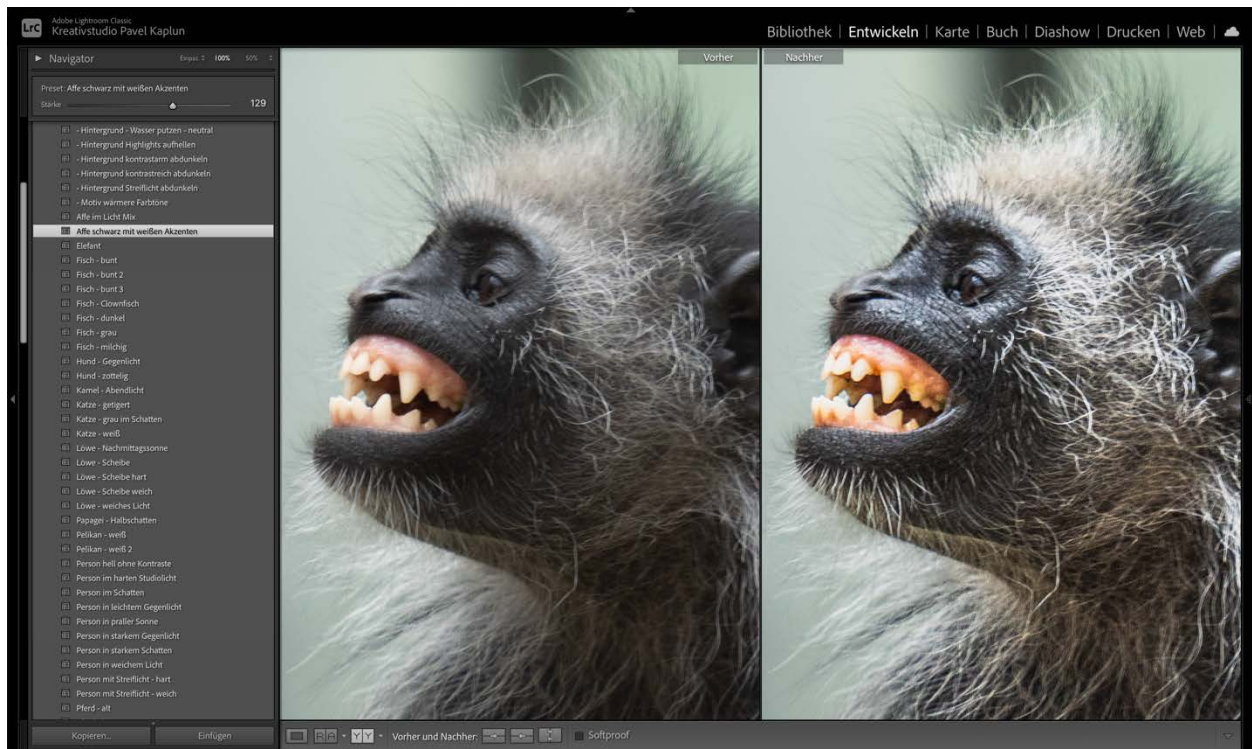 LrC
Adobe Lightroom Classic
Kreativstudio Pavel Kaplun
Bibliothek | Entwickeln | Karte | Buch | Diashow | Drucken | Web |
Navigator
Einpas. 100% 50%
Preset: Affe schwarz mit weißen Akzenten
Stärke 129
- Hintergrund - Wasser putzen - neutral
- Hintergrund Highlights aufhellen
- Hintergrund kontrastarm abdunkeln
- Hintergrund kontrastreich abdunkeln
- Hintergrund Streiflicht abdunkeln
- Motiv wärmere Farbtöne
Affe im Licht Mix
Affe schwarz mit weißen Akzenten
Elefant
Fisch - bunt
Fisch - bunt 2
Fisch - bunt 3
Fisch - Clownfisch
Fisch - dunkel
Fisch - grau
Fisch - milchig
Hund - Gegenlicht
Hund - zottelig
Kamel - Abendlicht
Katze - getigert
Katze - grau im Schatten
Katze - weiß
Löwe - Nachmittagssonne
Löwe - Scheibe
Löwe - Scheibe hart
Löwe - Scheibe weich
Löwe - weiches Licht
Papagei - Halbschatten
Pelikan - weiß
Pelikan - weiß 2
Person hell ohne Kontraste
Person im harten Studiolicht
Person im Schatten
Person in leichtem Gegenlicht
Person in praller Sonne
Person in starkem Gegenlicht
Person in starkem Schatten
Person in weichem Licht
Person mit Streiflicht - hart
Person mit Streiflicht - weich
Pferd - alt
Kopieren...
Einfügen
Vorher
Nachher
R A
Y Y
Vorher und Nachher:
Softproof